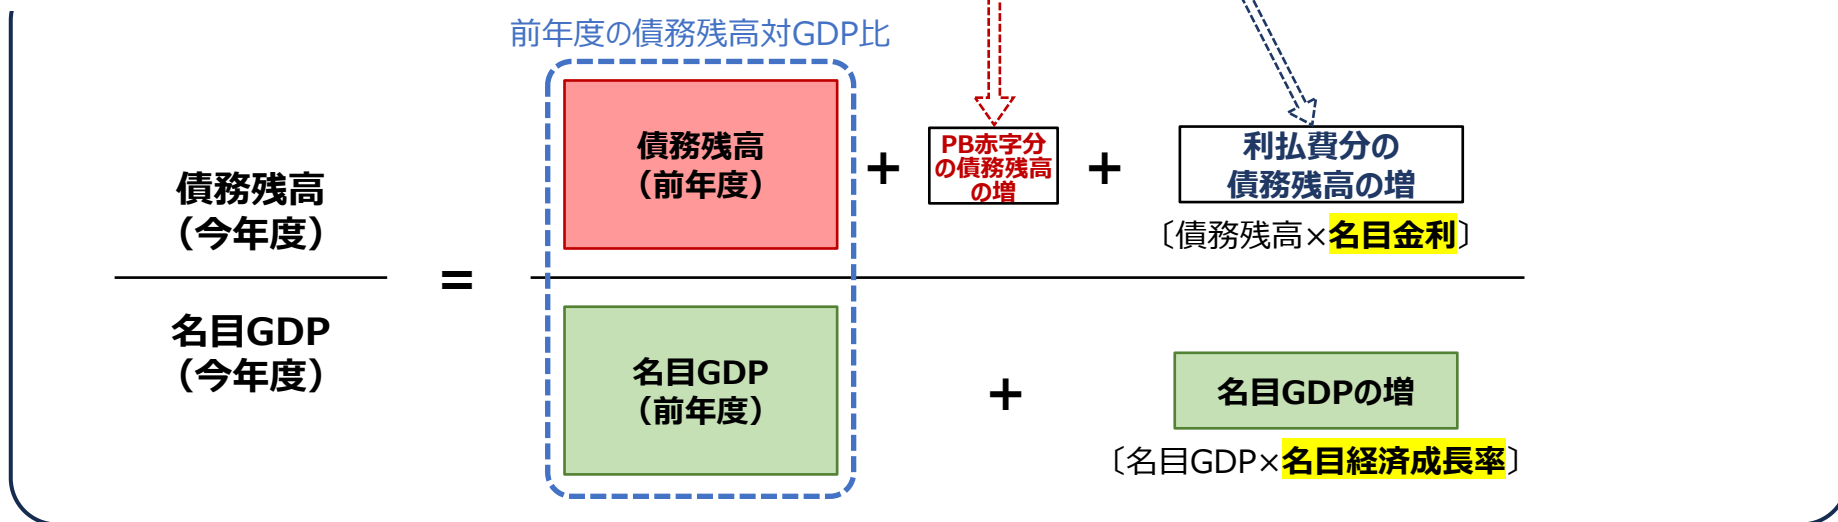 前年度の債務残高対GDP比
債務残高
（今年度）
名目GDP
（今年度）
=
債務残高
（前年度）
+
PB赤字分
の債務残高
の増
+
利払費分の
債務残高の増
〔債務残高×名目金利〕
名目GDP
（前年度）
+
名目GDPの増
〔名目GDP×名目経済成長率〕